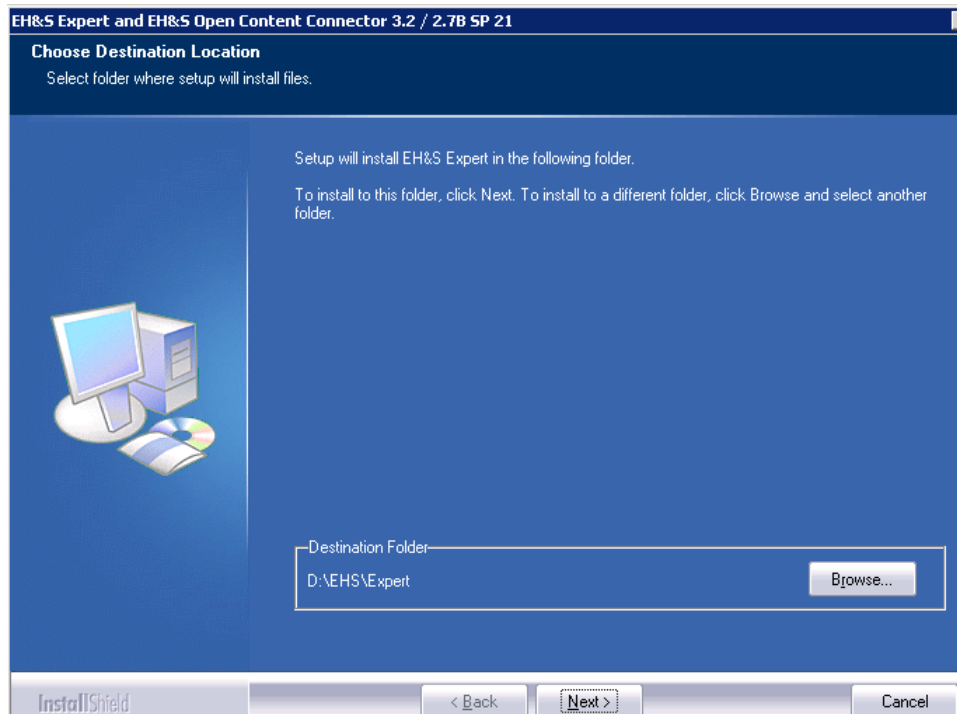 EH&S Expert and EH&S Open Content Connector 3.2 / 2.7B SP 21
Choose Destination Location
Select folder where setup will install files.
Setup will install EH&S Expert in the following folder.
To install to this folder, click Next. To install to a different folder, click Browse and select another
folder.
Destination Folder
D:\EHS\Expert
Browse...
InstallShield
< Back
Next >
Cancel